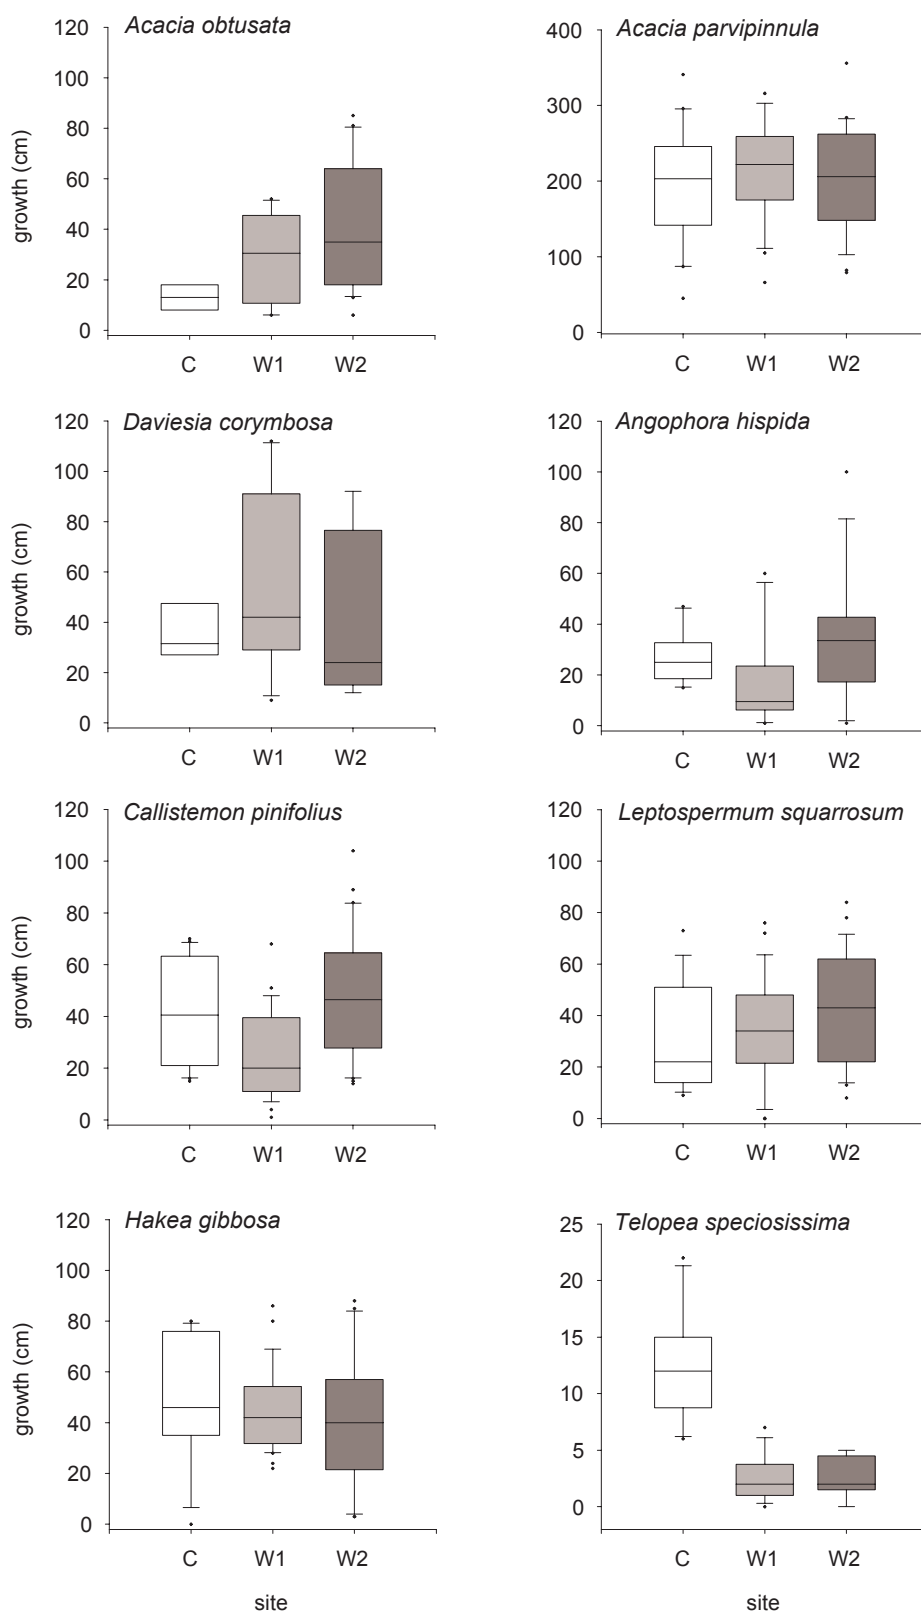 Acacia obtusata
120
100
80
60
40
20
0
growth (cm)
C W1 W2
Acacia parvipinnula
400
300
200
100
0
C W1 W2
Daviesia corymbosa
120
100
80
60
40
20
0
growth (cm)
C W1 W2
Angophora hispida
120
100
80
60
40
20
0
C W1 W2
Callistemon pinifolius
120
100
80
60
40
20
0
growth (cm)
C W1 W2
Leptospermum squarrosum
120
100
80
60
40
20
0
C W1 W2
Hakea gibbosa
120
100
80
60
40
20
0
growth (cm)
C W1 W2
site
Telopea speciosissima
25
20
15
10
5
0
C W1 W2
site